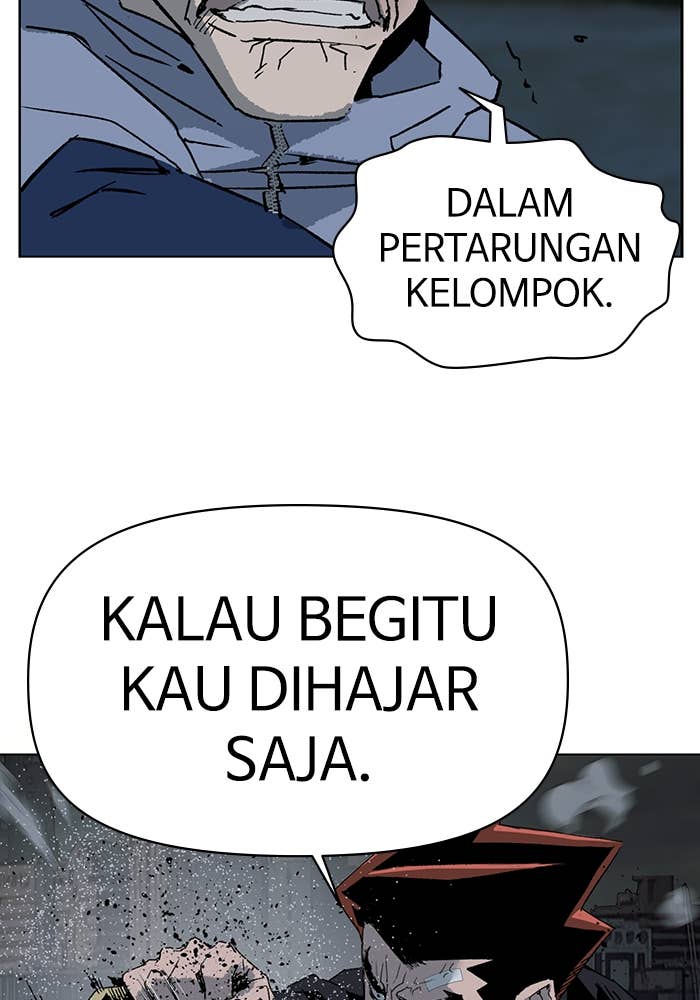 DALAM
PERTARUNGAN
KELOMPOK.
KALAU BEGITU
KAU DIHAJAR
SAJA.